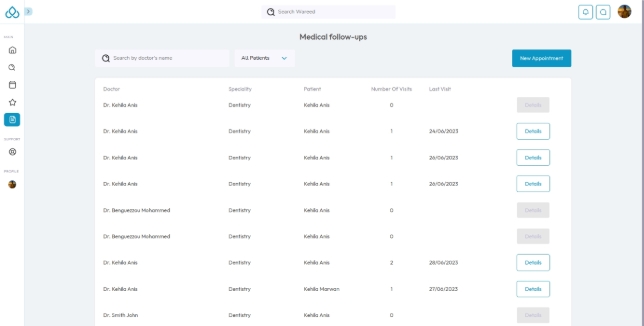 Search Wanted
Medical follow-ups
Search by doctor's name
All Patients
New Appointment
Doctor Speciality Patient Number Of Visits Last Visit
Dr. Kehila Anis Dentistry Kehila Anis 0 Details
Dr. Kehila Anis Dentistry Kehila Anis 1 24/06/2023 Details
Dr. Kehila Anis Dentistry Kehila Anis 1 26/06/2023 Details
Dr. Kehila Anis Dentistry Kehila Anis 1 26/06/2023 Details
Dr. Benguezzou Mohammed Dentistry Kehila Anis 0 Details
Dr. Benguezzou Mohammed Dentistry Kehila Anis 0 Details
Dr. Kehila Anis Dentistry Kehila Anis 2 28/06/2023 Details
Dr. Kehila Anis Dentistry Kehila Marwan 1 27/06/2023 Details
Dr. Smith John Dentistry Kehila Anis 0 Details
MAIN
SUPPORT
PROFILE